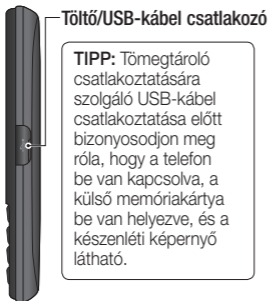 Töltő/USB-kábel csatlakozó
TIPP: Tömegtároló
csatlakoztatására
szolgáló USB-kábel
csatlakoztatása előtt
bizonyosodjon meg
róla, hogy a telefon
be van kapcsolva, a
külső memóriakártya
be van helyezve, és a
készenléti képernyő
látható.